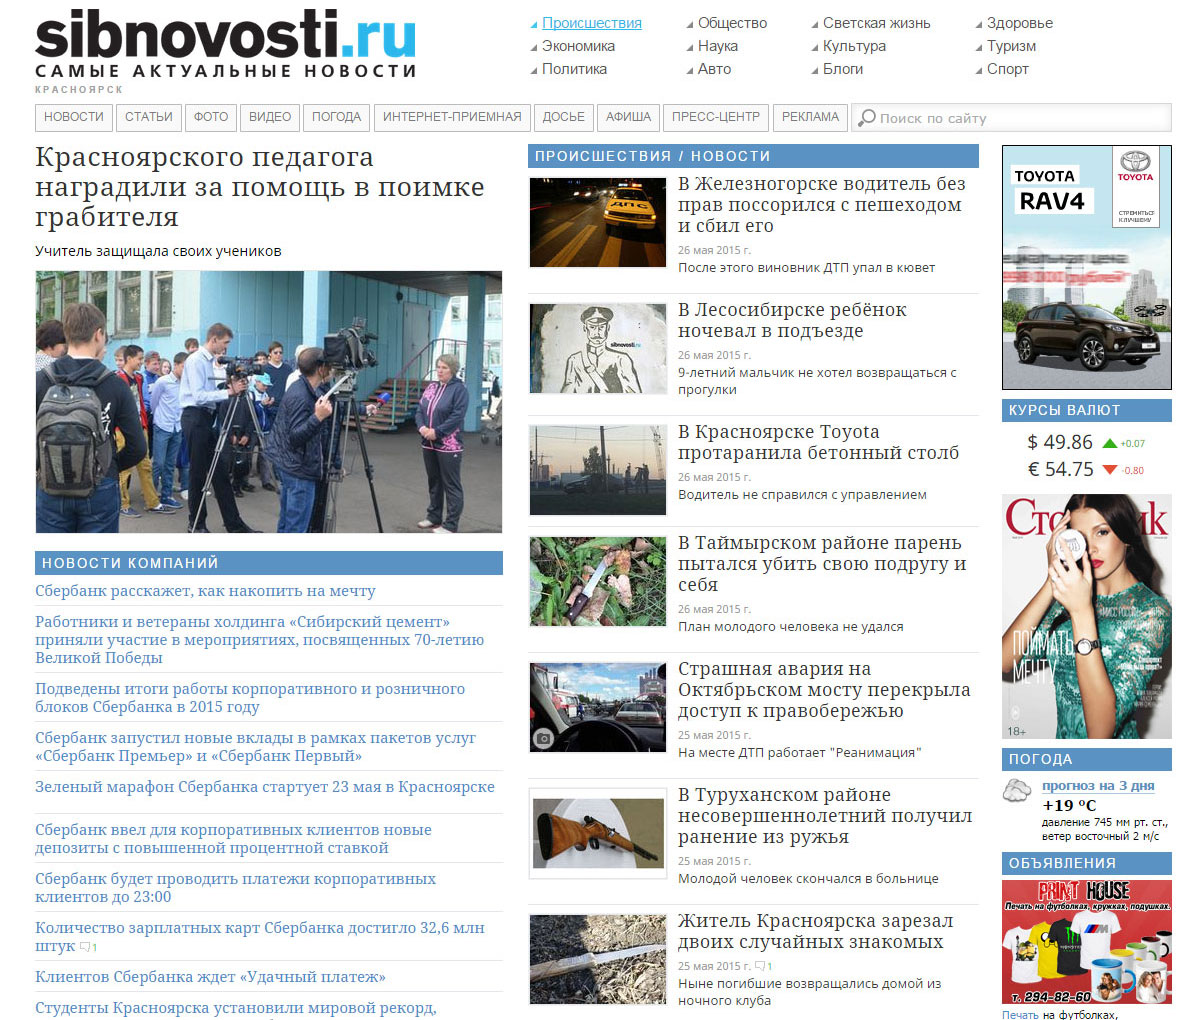 sibnovosti.ru
САМЫЕ АКТУАЛЬНЫЕ НОВОСТИ
КРАСНОЯРСК
Происшествия
Экономика
Политика
Общество
Наука
Авто
Светская жизнь
Культура
Блоги
Здоровье
Туризм
Спорт
НОВОСТИ СТАТЬИ ФОТО ВИДЕО ПОГОДА ИНТЕРНЕТ-ПРИЕМНАЯ ДОСЬЕ АФИША ПРЕСС-ЦЕНТР РЕКЛАМА Поиск по сайту
Красноярского педагога
наградили за помощь в поимке
грабителя
Учитель защищала своих учеников
НОВОСТИ КОМПАНИЙ
Сбербанк расскажет, как накопить на мечту
Работники и ветераны холдинга «Сибирский цемент»
приняли участие в мероприятиях, посвященных 70-летию
Великой Победы
Подведены итоги работы корпоративного и розничного
блоков Сбербанка в 2015 году
Сбербанк запустил новые вклады в рамках пакетов услуг
«Сбербанк Премьер» и «Сбербанк Первый»
Зеленый марафон Сбербанка стартует 23 мая в Красноярске
Сбербанк ввел для корпоративных клиентов новые
депозиты с повышенной процентной ставкой
Сбербанк будет проводить платежи корпоративных
клиентов до 23:00
Количество зарплатных карт Сбербанка достигло 32,6 млн
штук 1
Клиентов Сбербанка ждет «Удачный платеж»
Студенты Красноярска установили мировой рекорд,
ПРОИСШЕСТВИЯ / НОВОСТИ
ДПС
В Железногорске водитель без
прав поссорился с пешеходом
и сбил его
26 мая 2015 г.
После этого виновник ДТП упал в кювет
sibnovosti.ru
В Лесосибирске ребёнок
ночевал в подъезде
26 мая 2015 г.
9-летний мальчик не хотел возвращаться с
прогулки
В Красноярске Toyota
протаранила бетонный столб
26 мая 2015 г.
Водитель не справился с управлением
В Таймырском районе парень
пытался убить свою подругу и
себя
26 мая 2015 г.
План молодого человека не удался
Страшная авария на
Октябрьском мосту перекрыла
доступ к правобережью
25 мая 2015 г.
На месте ДТП работает "Реанимация"
В Туруханском районе
несовершеннолетний получил
ранение из ружья
25 мая 2015 г.
Молодой человек скончался в больнице
Житель Красноярска зарезал
двоих случайных знакомых
25 мая 2015 г. 1
Ныне погибшие возвращались домой из
ночного клуба
TOYOTA
RAV4
TOYOTA
СТРЕМИТЬСЯ
К ЛУЧШЕМУ
КУРСЫ ВАЛЮТ
$ 49.86 +0.07
€ 54.75 -0.80
ПОЙМАТЬ
МЕЧТУ
18+
ПОГОДА
прогноз на 3 дня
+19 °C
давление 745 мм рт. ст.,
ветер восточный 2 м/с
ОБЪЯВЛЕНИЯ
PRINT HOUSE
Печать на футболках, кружках, подушках.
т. 294-82-60
Печать на футболках,